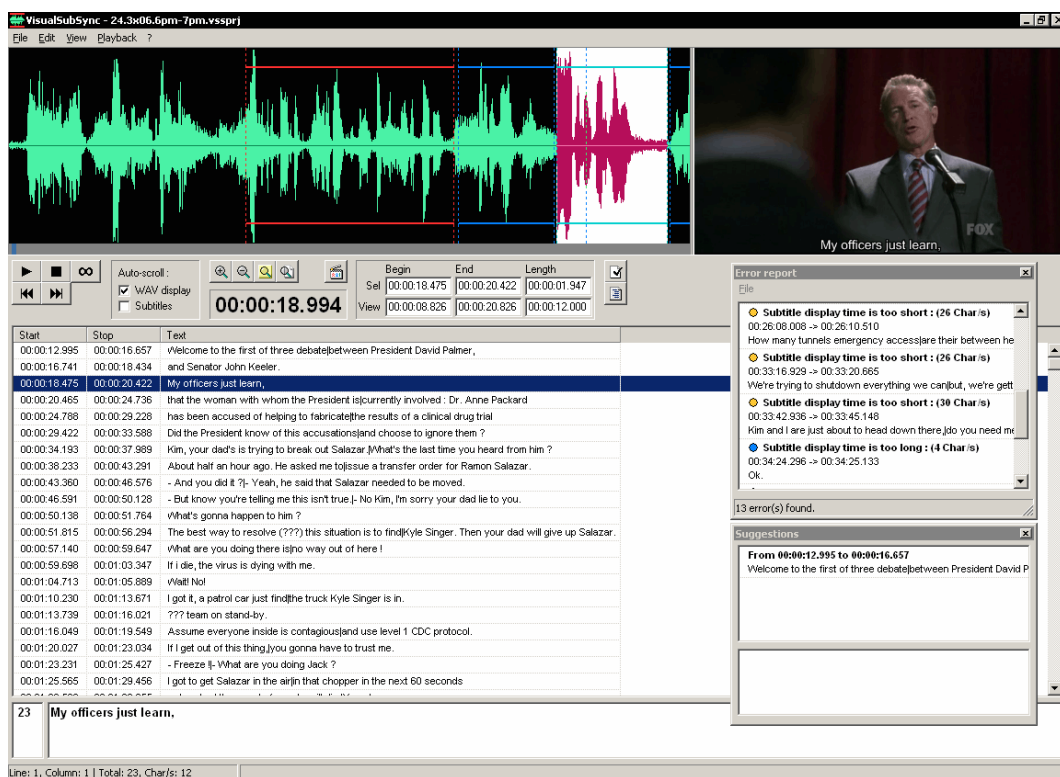 VisualSubSync - 24.3x06.6pm-7pm.vssprj
File Edit View Playback ?
FOX
My officers just learn,
Auto-scroll :
WAV display
Subtitles
00:00:18.994
Begin End Length
Sel 00:00:18.475 00:00:20.422 00:00:01.947
View 00:00:08.826 00:00:20.826 00:00:12.000
Start Stop Text
00:00:12.995 00:00:16.657 Welcome to the first of three debate|between President David Palmer,
00:00:16.741 00:00:18.434 and Senator John Keeler.
00:00:18.475 00:00:20.422 My officers just learn,
00:00:20.465 00:00:24.736 that the woman with whom the President is|currently involved : Dr. Anne Packard
00:00:24.788 00:00:29.228 has been accused of helping to fabricate|the results of a clinical drug trial
00:00:29.422 00:00:33.588 Did the President know of this accusations|and choose to ignore them ?
00:00:34.193 00:00:37.989 Kim, your dad's is trying to break out Salazar.|What's the last time you heard from him ?
00:00:38.233 00:00:43.291 About half an hour ago. He asked me to|issue a transfer order for Ramon Salazar.
00:00:43.360 00:00:46.576 - And you did it ?|- Yeah, he said that Salazar needed to be moved.
00:00:46.591 00:00:50.128 - But know you're telling me this isn't true.|- No Kim, I'm sorry your dad lie to you.
00:00:50.138 00:00:51.764 What's gonna happen to him ?
00:00:51.815 00:00:56.294 The best way to resolve (???) this situation is to find|Kyle Singer. Then your dad will give up Salazar.
00:00:57.140 00:00:59.647 What are you doing there is|no way out of here !
00:00:59.698 00:01:03.347 If i die, the virus is dying with me.
00:01:04.713 00:01:05.889 Wait! No!
00:01:10.230 00:01:13.671 I got it, a patrol car just find|the truck Kyle Singer is in.
00:01:13.739 00:01:16.021 ??? team on stand-by.
00:01:16.049 00:01:19.549 Assume everyone inside is contagious|and use level 1 CDC protocol.
00:01:20.027 00:01:23.034 If I get out of this thing,|you gonna have to trust me.
00:01:23.231 00:01:25.427 - Freeze !|- What are you doing Jack ?
00:01:25.565 00:01:29.456 I got to get Salazar in the air|in that chopper in the next 60 seconds
Error report
File
Subtitle display time is too short : (26 Char/s)
00:26:08.008 -> 00:26:10.510
How many tunnels emergency access|are their between he
Subtitle display time is too short : (26 Char/s)
00:33:16.929 -> 00:33:20.665
We're trying to shutdown everything we can|but, we're gett
Subtitle display time is too short : (30 Char/s)
00:33:42.936 -> 00:33:45.148
Kim and I are just about to head down there,|do you need me
Subtitle display time is too long : (4 Char/s)
00:34:24.296 -> 00:34:25.133
Ok.
13 error(s) found.
Suggestions
From 00:00:12.995 to 00:00:16.657
Welcome to the first of three debate|between President David P
23 My officers just learn,
Line: 1, Column: 1 | Total: 23, Char/s: 12